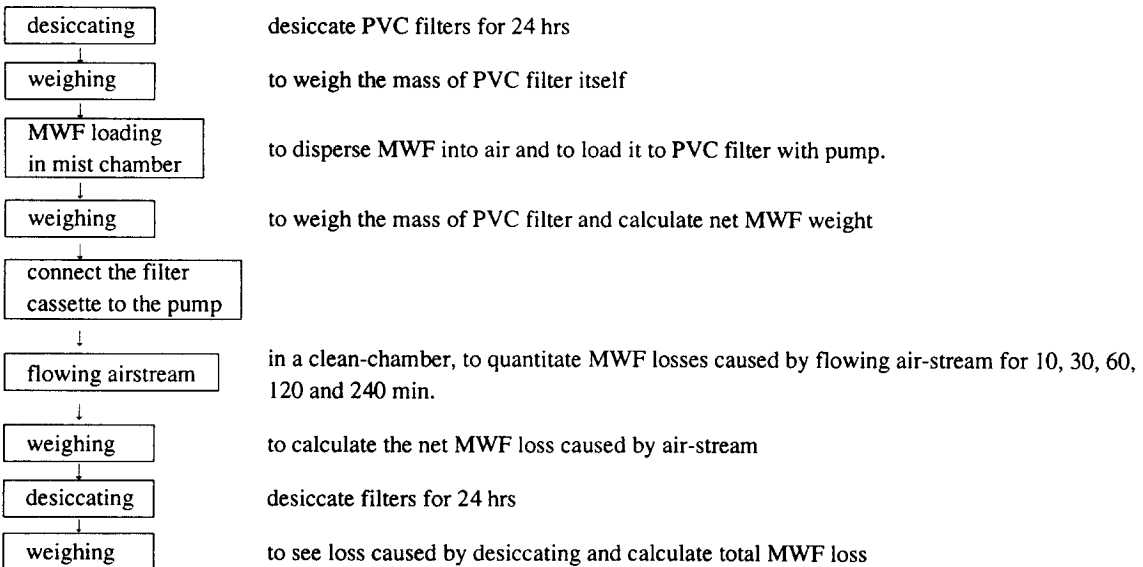 desiccating
desiccate PVC filters for 24 hrs
weighing
to weigh the mass of PVC filter itself
MWF loading
in mist chamber
to disperse MWF into air and to load it to PVC filter with pump.
weighing
to weigh the mass of PVC filter and calculate net MWF weight
connect the filter
cassette to the pump
flowing airstream
in a clean-chamber, to quantitate MWF losses caused by flowing air-stream for 10, 30, 60,
120 and 240 min.
weighing
to calculate the net MWF loss caused by air-stream
desiccating
desiccate filters for 24 hrs
weighing
to see loss caused by desiccating and calculate total MWF loss